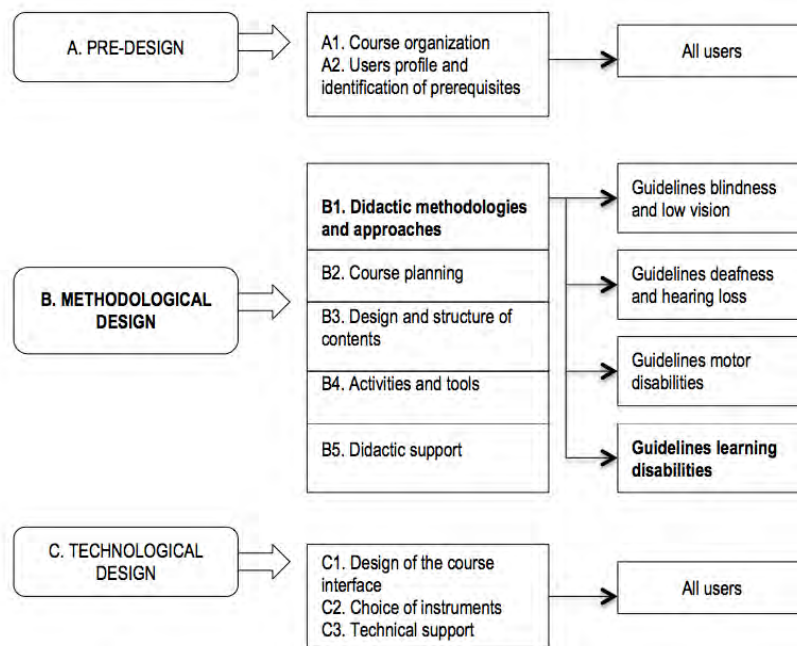 A. PRE-DESIGN
A1. Course organization
A2. Users profile and
identification of prerequisites
All users
B. METHODOLOGICAL
DESIGN
B1. Didactic methodologies
and approaches
B2. Course planning
B3. Design and structure of
contents
B4. Activities and tools
B5. Didactic support
Guidelines blindness
and low vision
Guidelines deafness
and hearing loss
Guidelines motor
disabilities
Guidelines learning
disabilities
C. TECHNOLOGICAL
DESIGN
C1. Design of the course
interface
C2. Choice of instruments
C3. Technical support
All users